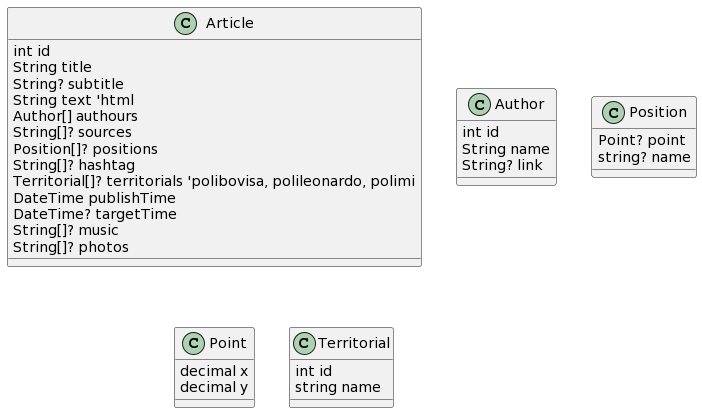 C Article
int id
String title
String? subtitle
String text 'html
Author[] authours
String[]? sources
Position[]? positions
String[]? hashtag
Territorial[]? territorials 'polibovisa, polileonardo, polimi
DateTime publishTime
DateTime? targetTime
String[]? music
String[]? photos
C Author
int id
String name
String? link
C Position
Point? point
string? name
C Point
decimal x
decimal y
C Territorial
int id
string name